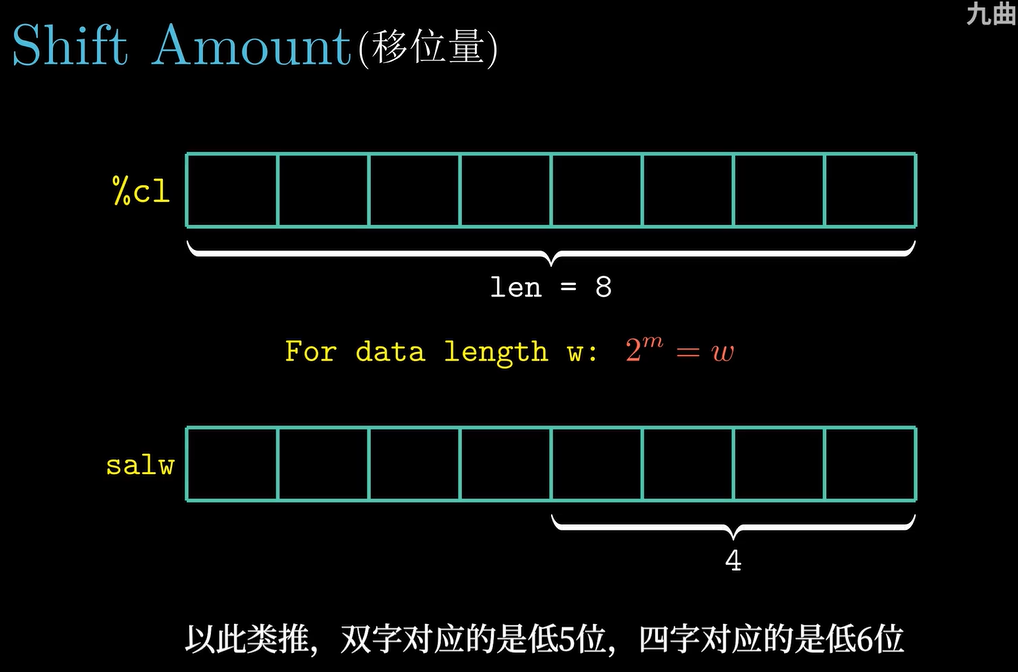 九曲
Shift Amount(移位量)
%cl
len = 8
For data length w: 2^m = w
salw
4
以此类推，双字对应的是低5位，四字对应的是低6位